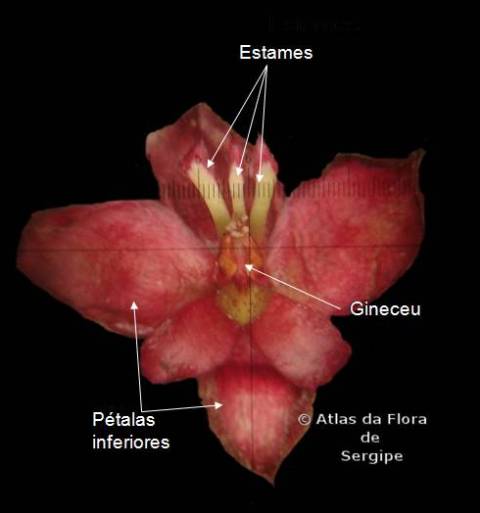 Estames
Gineceu
Pétalas
inferiores
© Atlas da Flora
de
Sergipe